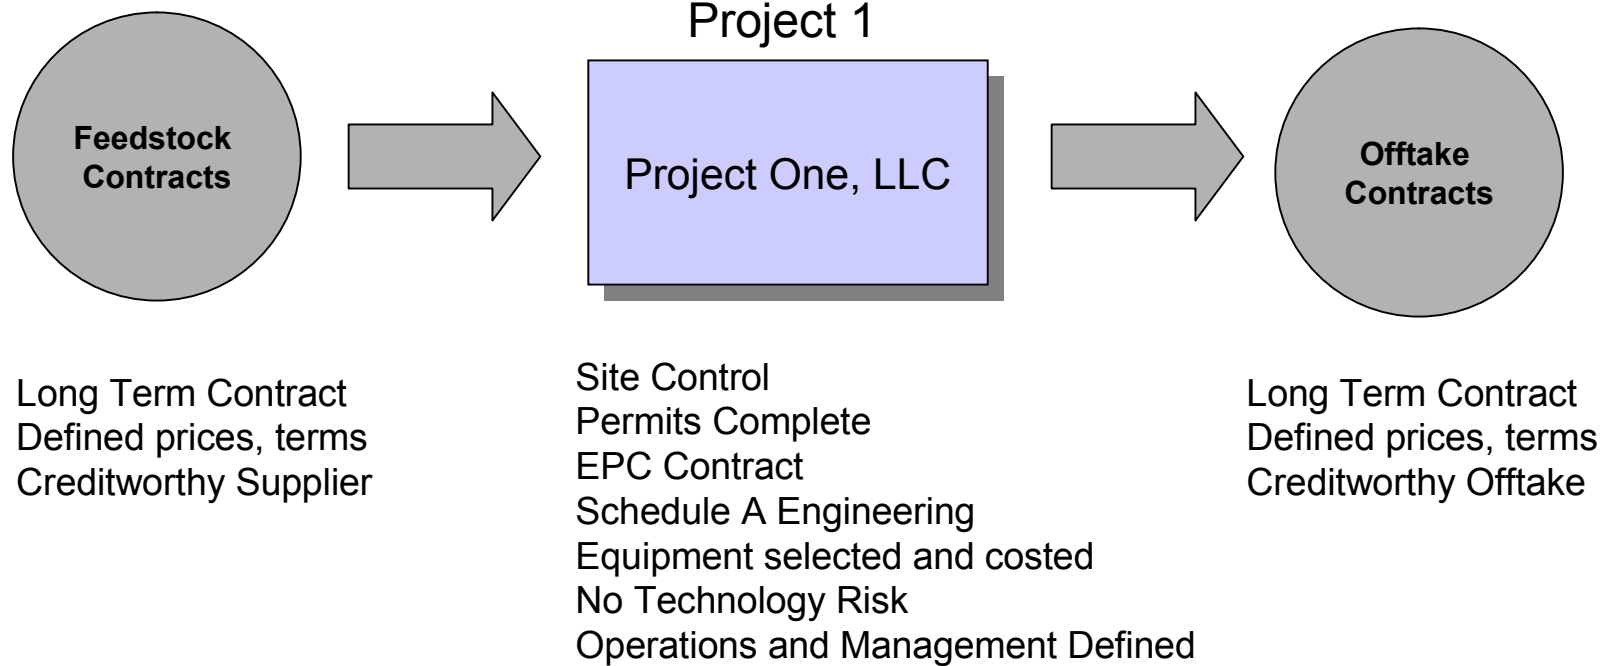 Project 1
Feedstock
Contracts
Project One, LLC
Offtake
Contracts
Long Term Contract
Defined prices, terms
Creditworthy Supplier
Site Control
Permits Complete
EPC Contract
Schedule A Engineering
Equipment selected and costed
No Technology Risk
Operations and Management Defined
Long Term Contract
Defined prices, terms
Creditworthy Offtake